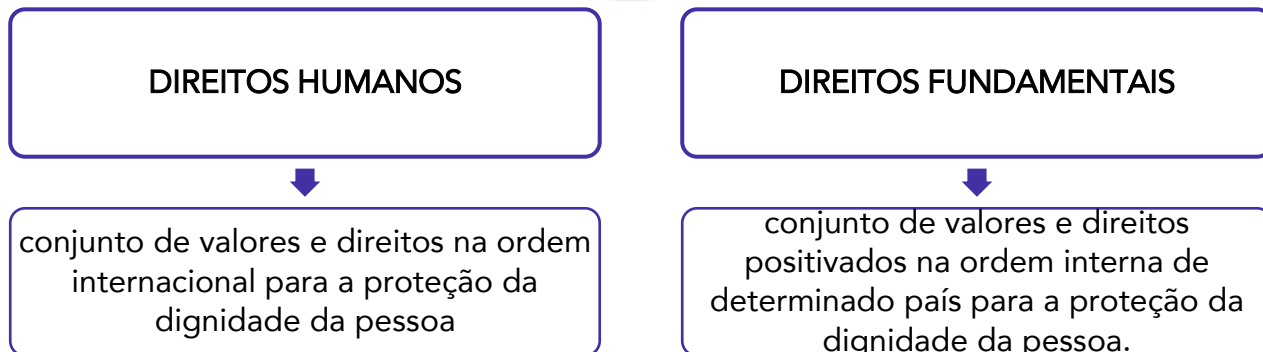 DIREITOS HUMANOS
DIREITOS FUNDAMENTAIS
conjunto de valores e direitos na ordem
internacional para a proteção da
dignidade da pessoa
conjunto de valores e direitos
positivados na ordem interna de
determinado país para a proteção da
dignidade da pessoa.